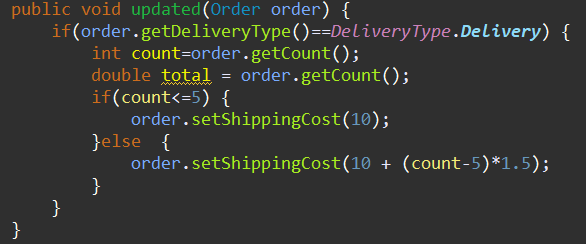 public void updated(Order order) {
if(order.getDeliveryType()==DeliveryType.Delivery) {
int count=order.getCount();
double total = order.getCount();
if(count<=5) {
order.setShippingCost(10);
}else  {
order.setShippingCost(10 + (count-5)*1.5);
}
}
}